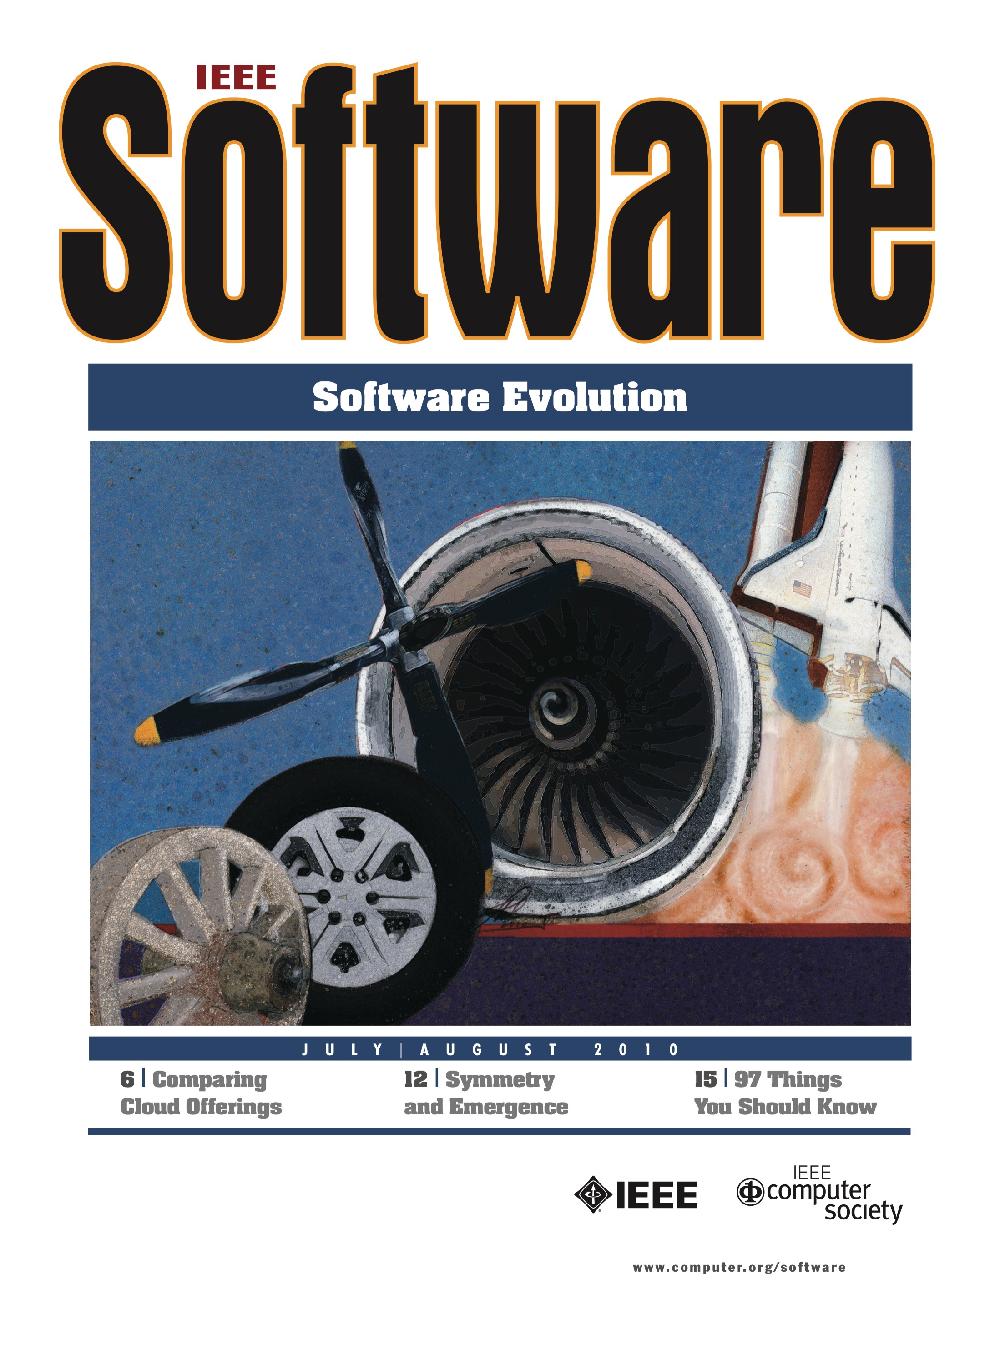 IEEE
Software
Software Evolution
JULY|AUGUST 2010
6 | Comparing
Cloud Offerings
12 | Symmetry
and Emergence
15 | 97 Things
You Should Know
IEEE
IEEE
computer
society
www.computer.org/software